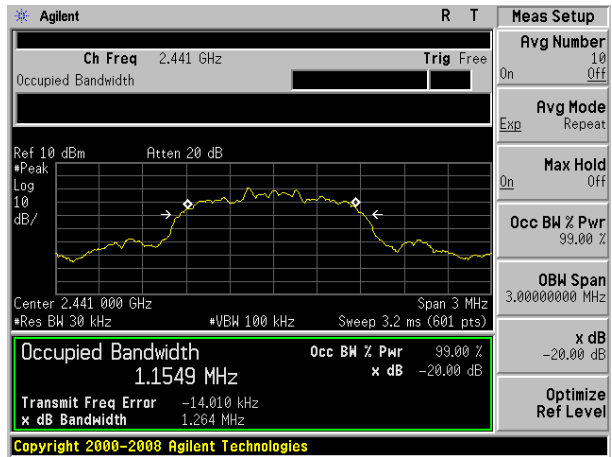 Agilent R T
Ch Freq 2.441 GHz Trig Free
Occupied Bandwidth
Ref 10 dBm Atten 20 dB
#Peak
Log
10
dB/
Center 2.441 000 GHz Span 3 MHz
#Res BW 30 kHz #VBW 100 kHz Sweep 3.2 ms (601 pts)
Occupied Bandwidth Occ BW % Pwr 99.00 %
1.1549 MHz x dB -20.00 dB
Transmit Freq Error -14.010 kHz
x dB Bandwidth 1.264 MHz
Copyright 2000-2008 Agilent Technologies
Meas Setup
Avg Number
10
On Off
Avg Mode
Exp Repeat
Max Hold
On Off
Occ BW % Pwr
99.00 %
OBW Span
3.00000000 MHz
x dB
-20.00 dB
Optimize
Ref Level